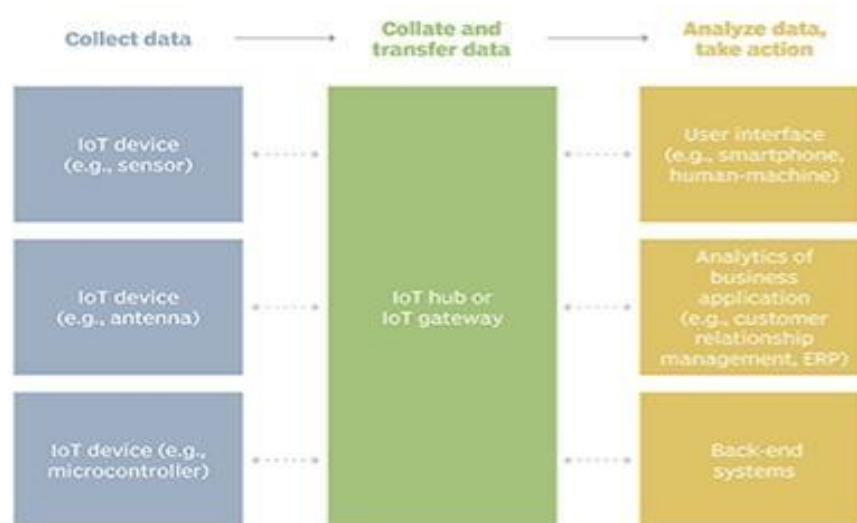 Collect data
Collate and
transfer data
Analyze data,
take action
IoT device
(e.g., sensor)
IoT device
(e.g., antenna)
IoT device (e.g.,
microcontroller)
IoT hub or
IoT gateway
User interface
(e.g., smartphone,
human-machine)
Analytics of
business
application
(e.g., customer
relationship
management, ERP)
Back-end
systems